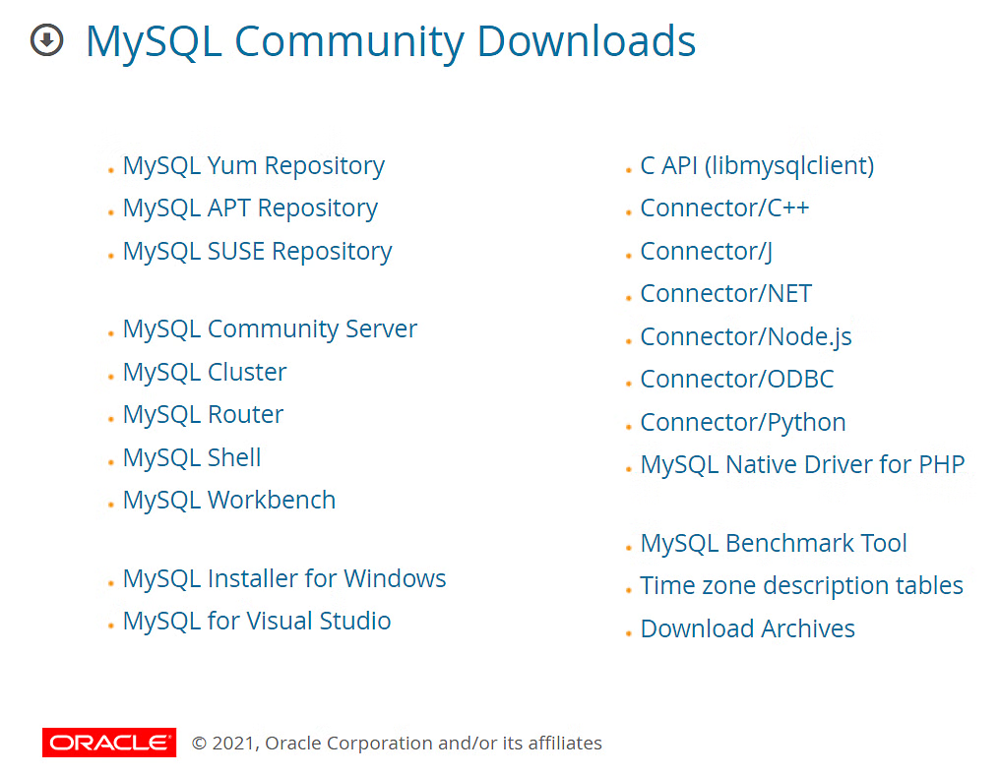 MySQL Community Downloads
MySQL Yum Repository
MySQL APT Repository
MySQL SUSE Repository
MySQL Community Server
MySQL Cluster
MySQL Router
MySQL Shell
MySQL Workbench
MySQL Installer for Windows
MySQL for Visual Studio
C API (libmysqlclient)
Connector/C++
Connector/J
Connector/NET
Connector/Node.js
Connector/ODBC
Connector/Python
MySQL Native Driver for PHP
MySQL Benchmark Tool
Time zone description tables
Download Archives
ORACLE® © 2021, Oracle Corporation and/or its affiliates